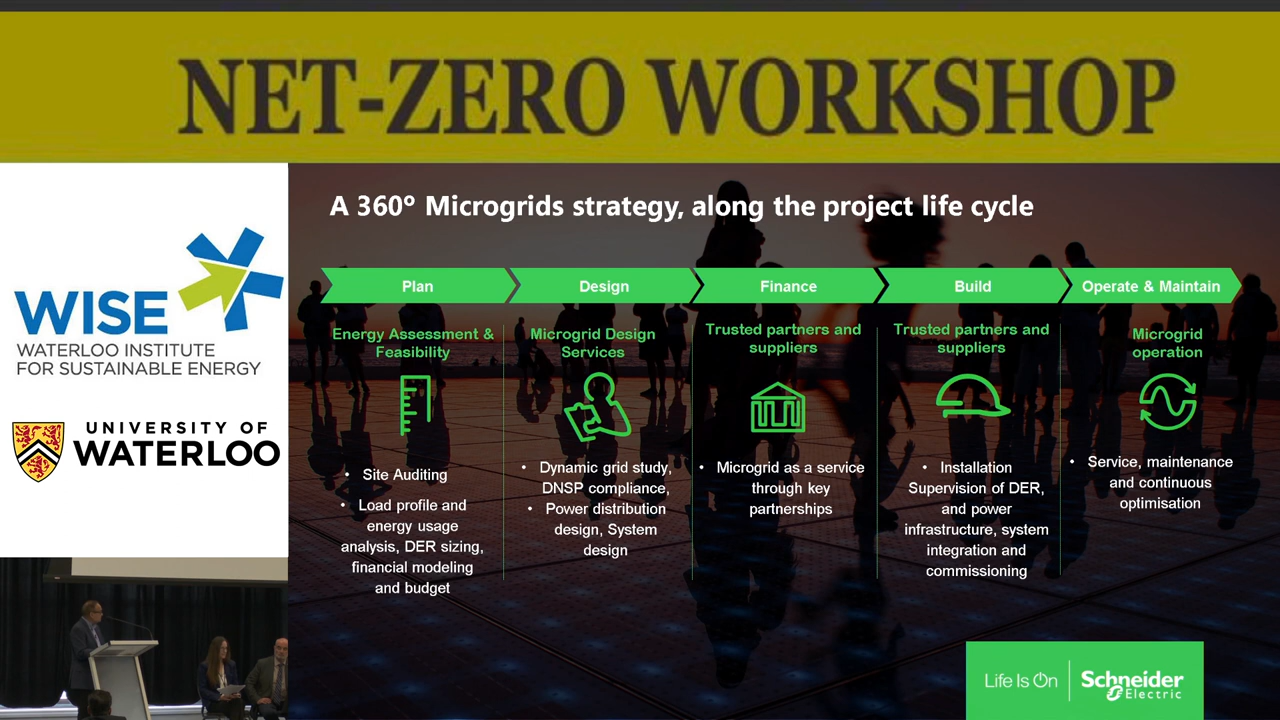 NET-ZERO WORKSHOP
WISE
WATERLOO INSTITUTE
FOR SUSTAINABLE ENERGY
UNIVERSITY OF
WATERLOO
A 360º Microgrids strategy, along the project life cycle
Plan
Design
Finance
Build
Operate & Maintain
Energy Assessment &
Feasibility
• Site Auditing
• Load profile and
energy usage
analysis, DER sizing,
financial modeling
and budget
Microgrid Design
Services
• Dynamic grid study,
DNSP compliance,
• Power distribution
design, System
design
Trusted partners and
suppliers
• Microgrid as a service
through key
partnerships
Trusted partners and
suppliers
• Installation
Supervision of DER,
and power
infrastructure, system
integration and
commissioning
Microgrid
operation
• Service, maintenance
and continuous
optimisation
Life Is On
Schneider
Electric